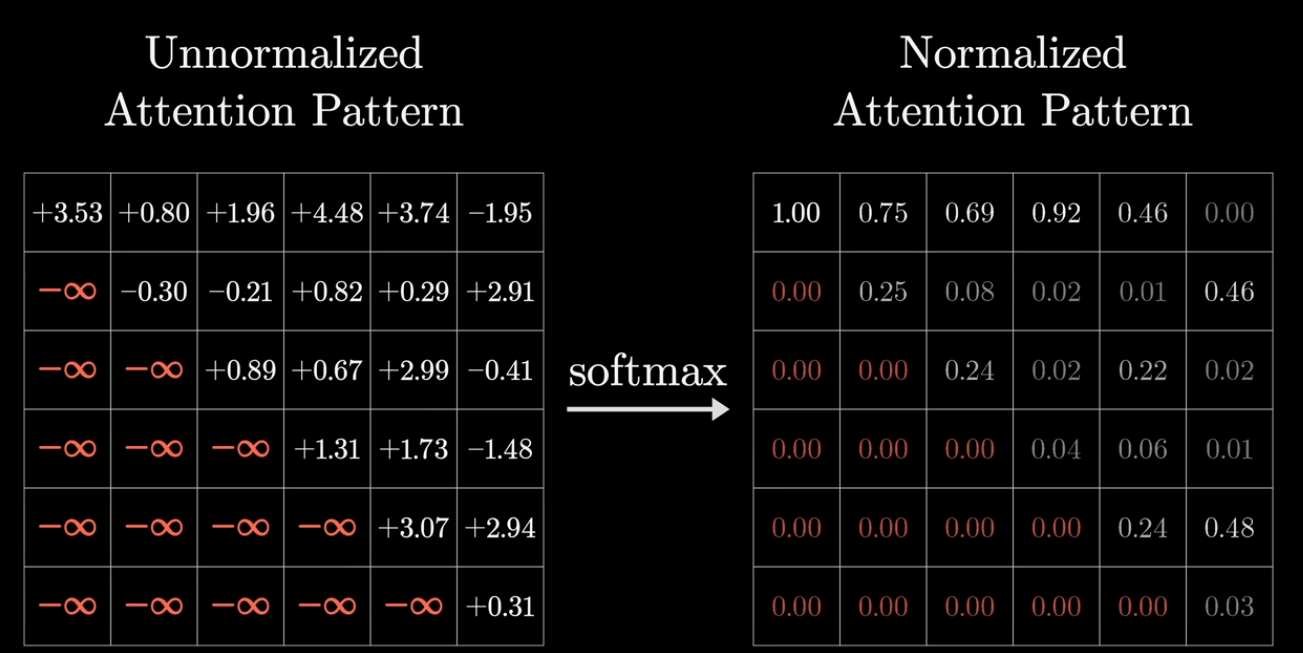 Unnormalized
Attention Pattern
+3.53 +0.80 +1.96 +4.48 +3.74 −1.95
−∞ −0.30 −0.21 +0.82 +0.29 +2.91
−∞ −∞ +0.89 +0.67 +2.99 −0.41
−∞ −∞ −∞ +1.31 +1.73 −1.48
−∞ −∞ −∞ −∞ +3.07 +2.94
−∞ −∞ −∞ −∞ −∞ +0.31
softmax
Normalized
Attention Pattern
1.00 0.75 0.69 0.92 0.46 0.00
0.00 0.25 0.08 0.02 0.01 0.46
0.00 0.00 0.24 0.02 0.22 0.02
0.00 0.00 0.00 0.04 0.06 0.01
0.00 0.00 0.00 0.00 0.24 0.48
0.00 0.00 0.00 0.00 0.00 0.03